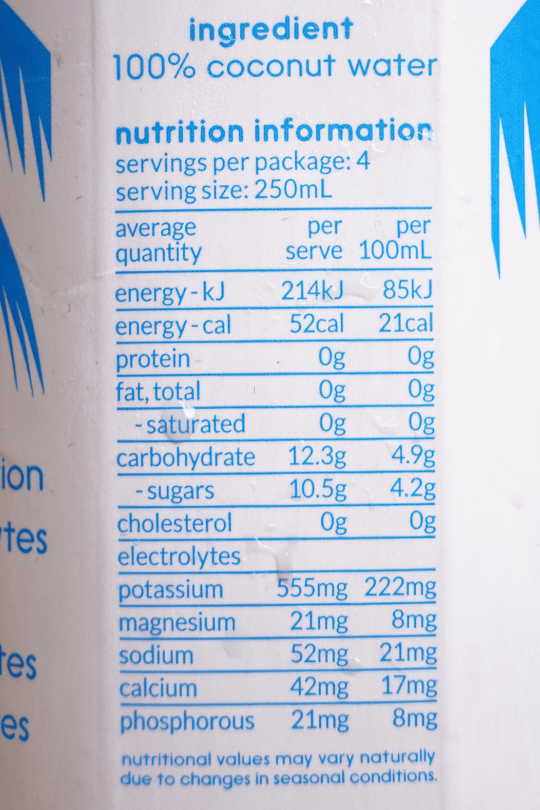 ingredient
100% coconut water
nutrition information
servings per package: 4
serving size: 250mL
average quantity per serve per 100mL
energy - kJ 214kJ 85kJ
energy - cal 52cal 21cal
protein 0g 0g
fat, total 0g 0g
- saturated 0g 0g
carbohydrate 12.3g 4.9g
- sugars 10.5g 4.2g
cholesterol 0g 0g
electrolytes
potassium 555mg 222mg
magnesium 21mg 8mg
sodium 52mg 21mg
calcium 42mg 17mg
phosphorous 21mg 8mg
nutritional values may vary naturally
due to changes in seasonal conditions.